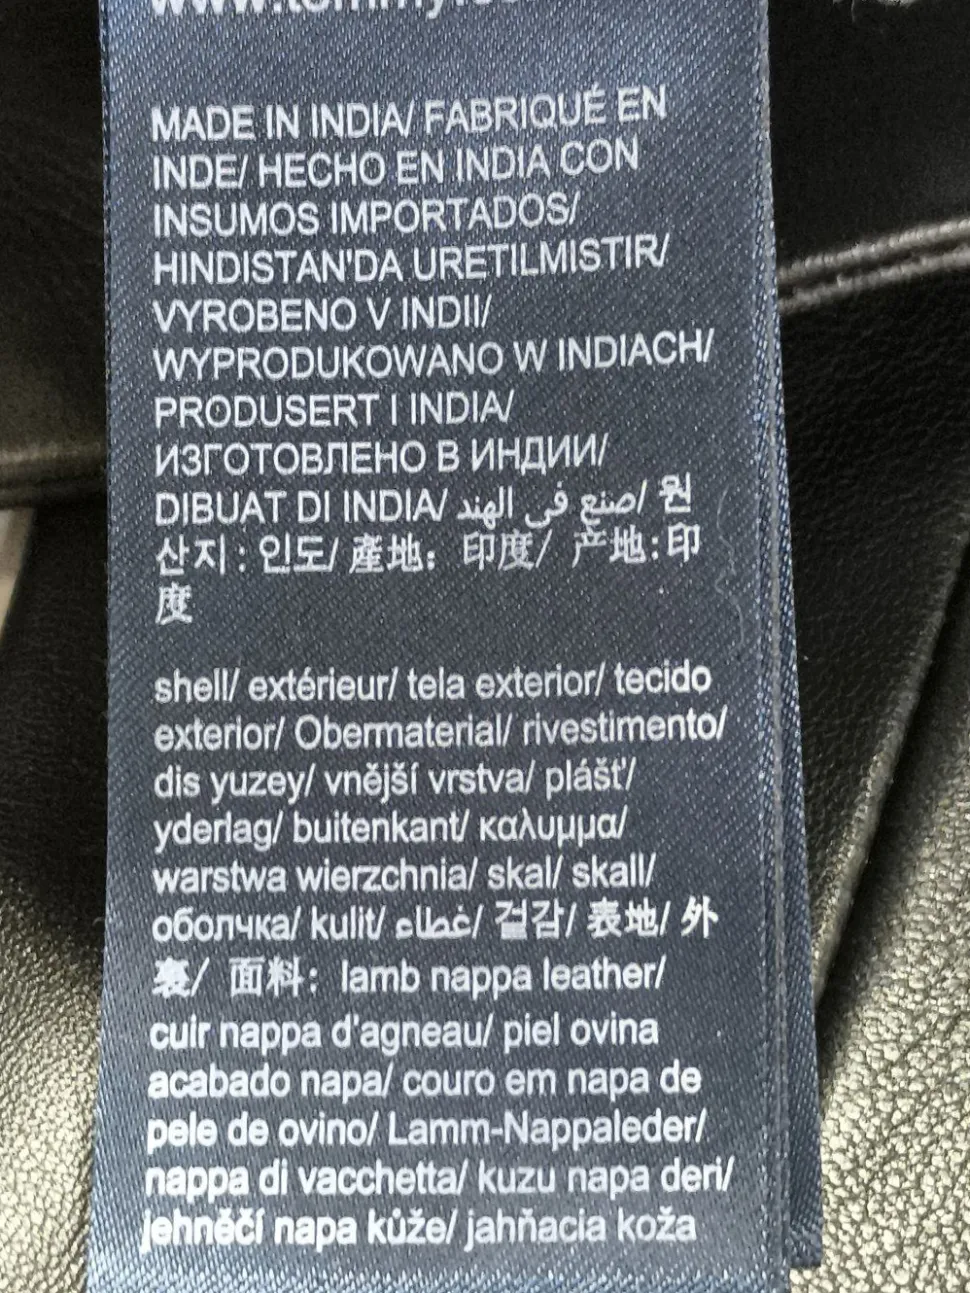 MADE IN INDIA/ FABRIQUÉ EN
INDE/ HECHO EN INDIA CON
INSUMOS IMPORTADOS/
HINDISTAN'DA URETILMISTIR/
VYROBENO V INDII/
WYPRODUKOWANO W INDIACH/
PRODUSERT I INDIA/
ИЗГОТОВЛЕНО В ИНДИИ/
DIBUAT DI INDIA/ صنع في الهند/ 원
산지: 인도/ 產地: 印度/ 产地:印
度
shell/ extérieur/ tela exterior/ tecido
exterior/ Obermaterial/ rivestimento/
dis yuzey/ vnější vrstva/ plášť/
yderlag/ buitenkant/ καλυμμα/
warstwa wierzchnia/ skal/ skall/
оболчка/ kulit/ غطاء/ 겉감/ 表地/ 外
裏/ 面料: lamb nappa leather/
cuir nappa d'agneau/ piel ovina
acabado napa/ couro em napa de
pele de ovino/ Lamm-Nappaleder/
nappa di vacchetta/ kuzu napa deri/
jehněčí napa kůže/ jahňacia koža